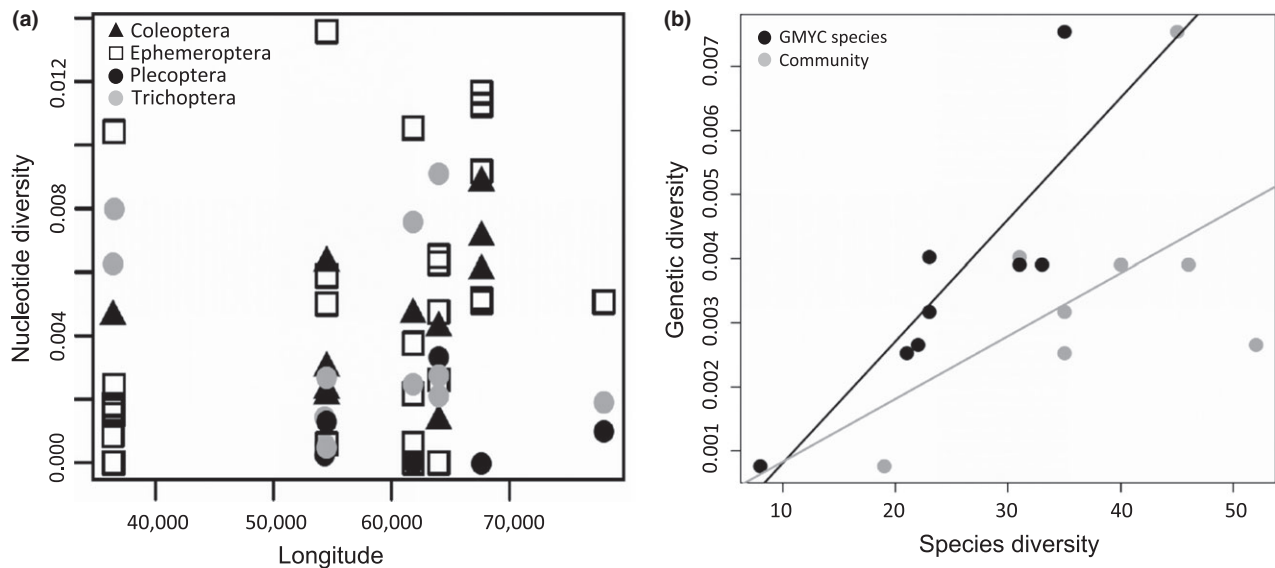 (a)
Coleoptera
Ephemeroptera
Plecoptera
Trichoptera
Nucleotide diversity
0.012
0.008
0.004
0.000
40,000
50,000
60,000
70,000
Longitude
(b)
GMYC species
Community
Genetic diversity
0.007
0.006
0.005
0.004
0.003
0.002
0.001
10
20
30
40
50
Species diversity